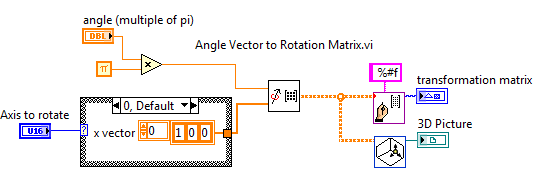 angle (multiple of pi)
DBL
π
×
Angle Vector to Rotation Matrix.vi
%#f
transformation matrix
0, Default
Axis to rotate
U16
?
x vector
0
1 0 0
3D Picture